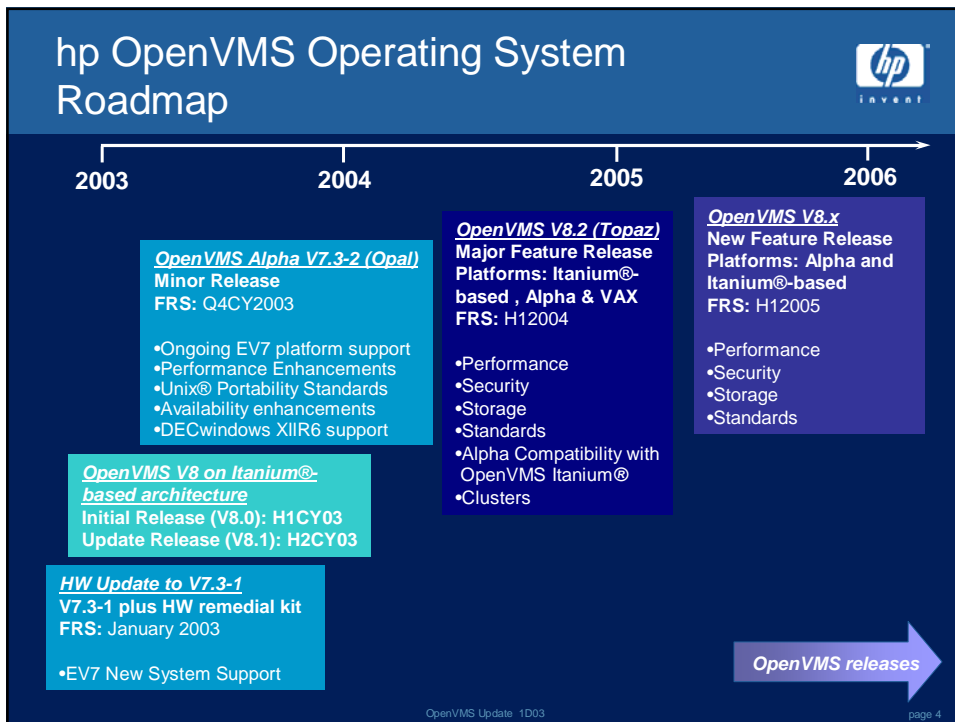 hp OpenVMS Operating System
Roadmap
hp
invent
2003
2004
2005
2006
OpenVMS Alpha V7.3-2 (Opal)
Minor Release
FRS: Q4CY2003
•Ongoing EV7 platform support
•Performance Enhancements
•Unix® Portability Standards
•Availability enhancements
•DECwindows XIIR6 support
OpenVMS V8 on Itanium®-
based architecture
Initial Release (V8.0): H1CY03
Update Release (V8.1): H2CY03
HW Update to V7.3-1
V7.3-1 plus HW remedial kit
FRS: January 2003
•EV7 New System Support
OpenVMS V8.2 (Topaz)
Major Feature Release
Platforms: Itanium®-
based , Alpha & VAX
FRS: H12004
•Performance
•Security
•Storage
•Standards
•Alpha Compatibility with
OpenVMS Itanium®
•Clusters
OpenVMS V8.x
New Feature Release
Platforms: Alpha and
Itanium®-based
FRS: H12005
•Performance
•Security
•Storage
•Standards
OpenVMS releases
OpenVMS Update 1D03
page 4